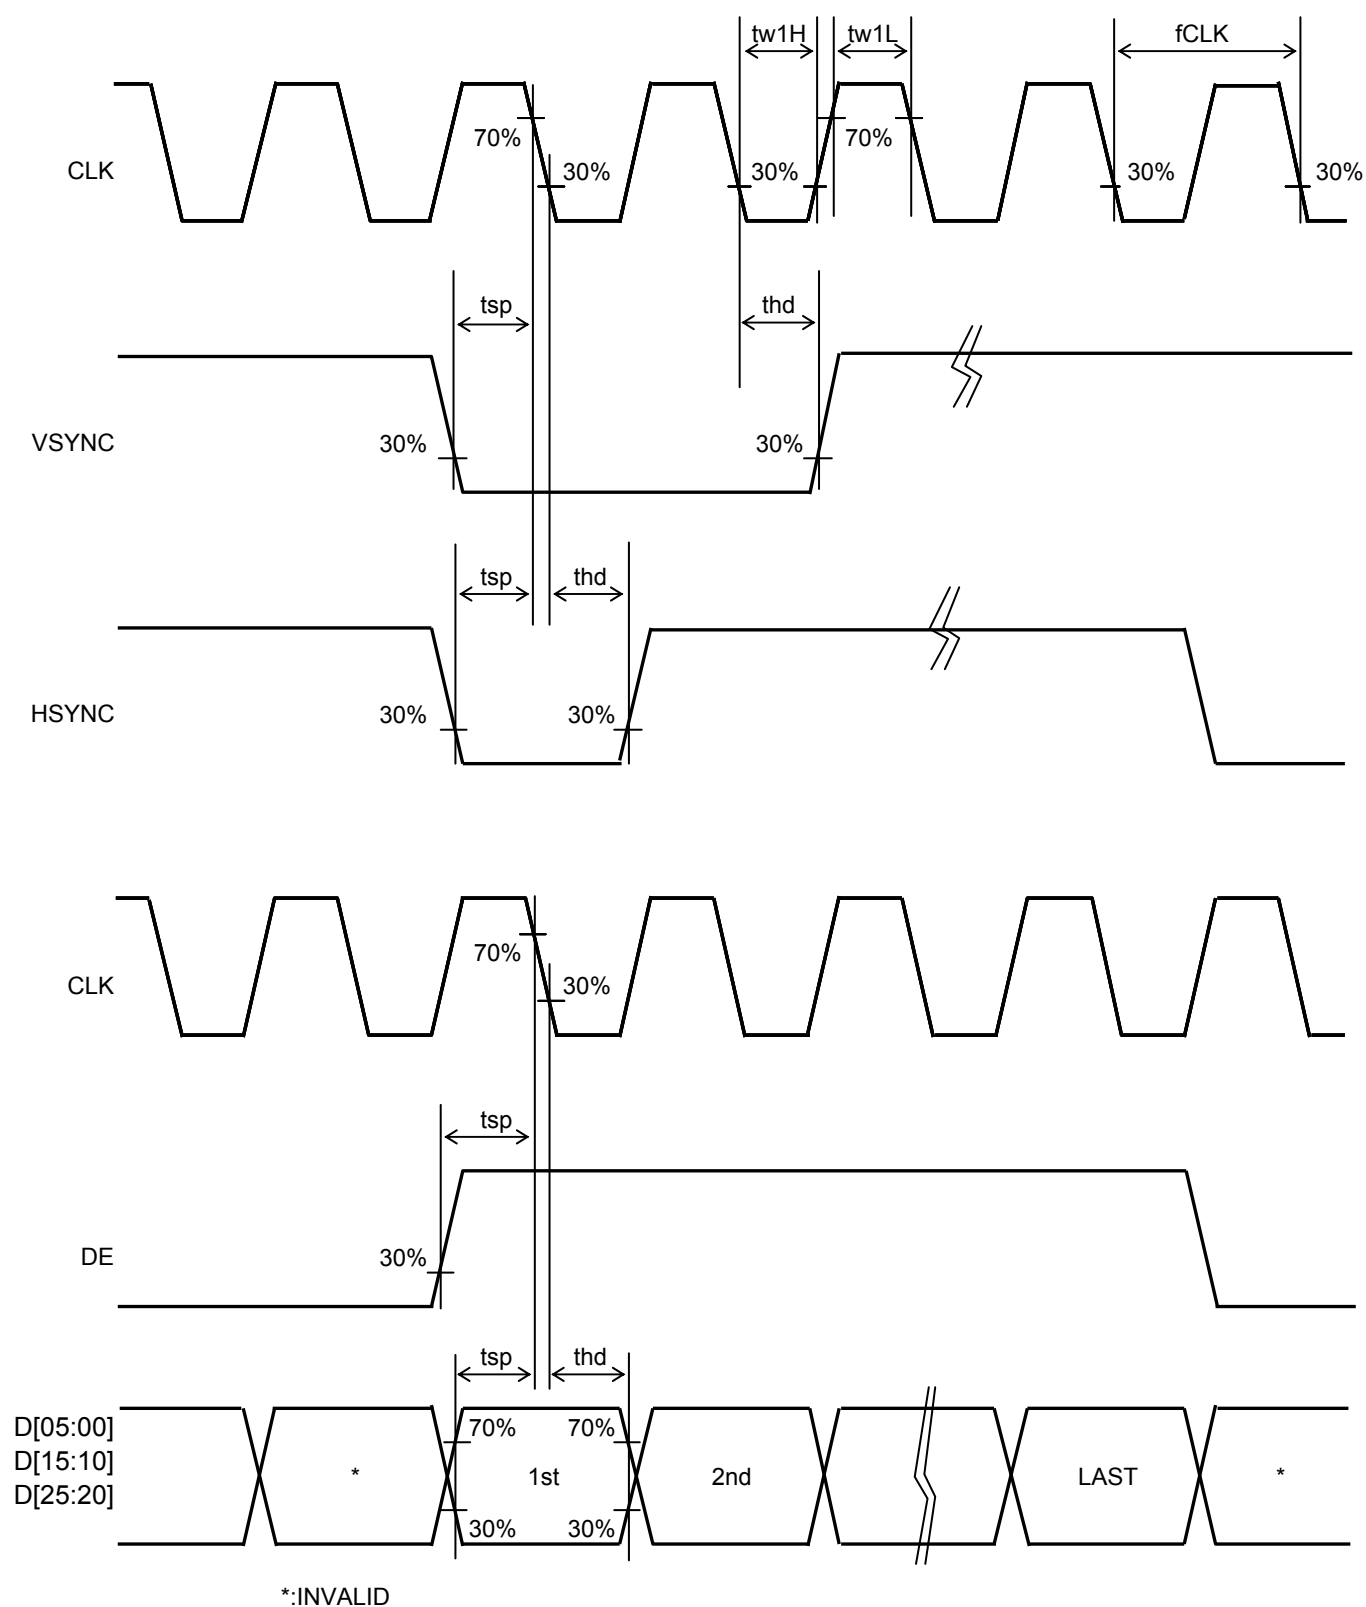 tw1H tw1L fCLK
70% 70%
CLK 30% 30% 30% 30%
tsp thd
VSYNC 30% 30%
tsp thd
HSYNC 30% 30%
70%
CLK 30%
tsp
DE 30%
tsp thd
D[05:00] 70% 70%
D[15:10] * 1st 2nd LAST *
D[25:20]
30% 30%
*:INVALID